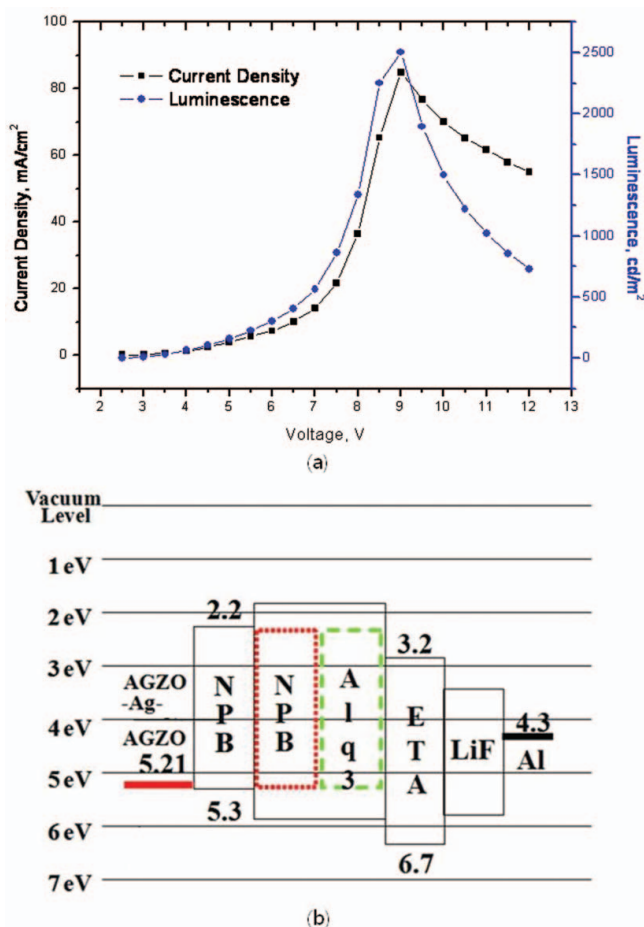 100
80
60
40
20
0
Current Density, mA/cm²
Current Density
Luminescence
2500
2000
1500
1000
500
0
Luminescence, cd/m²
2 3 4 5 6 7 8 9 10 11 12 13
Voltage, V
(a)
Vacuum
Level
1 eV
2 eV
3 eV
4 eV
5 eV
6 eV
7 eV
AGZO
-Ag-
AGZO
5.21
2.2
N
P
B
5.3
N
P
B
A
l
q
3
3.2
E
T
A
6.7
LiF
4.3
Al
(b)